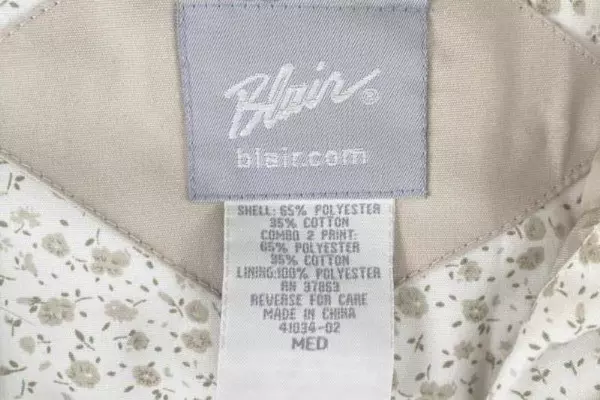 Blair®
blair.com
SHELL: 65% POLYESTER
35% COTTON
COMBO 2 PRINT:
65% POLYESTER
35% COTTON
LINING:100% POLYESTER
RN 37863
REVERSE FOR CARE
MADE IN CHINA
41034-02
MED